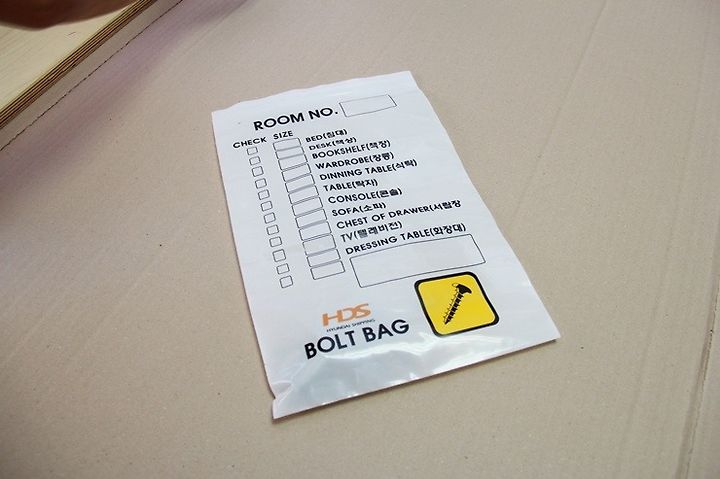 ROOM NO.
CHECK SIZE
BED(침대)
DESK(책상)
BOOKSHELF(책장)
WARDROBE(장롱)
DINNING TABLE(식탁)
TABLE(탁자)
CONSOLE(콘솔)
SOFA(소파)
CHEST OF DRAWER(서랍장
TV(텔레비전)
DRESSING TABLE(화장대)
HDS
HYUNDAI SHIPPING
BOLT BAG